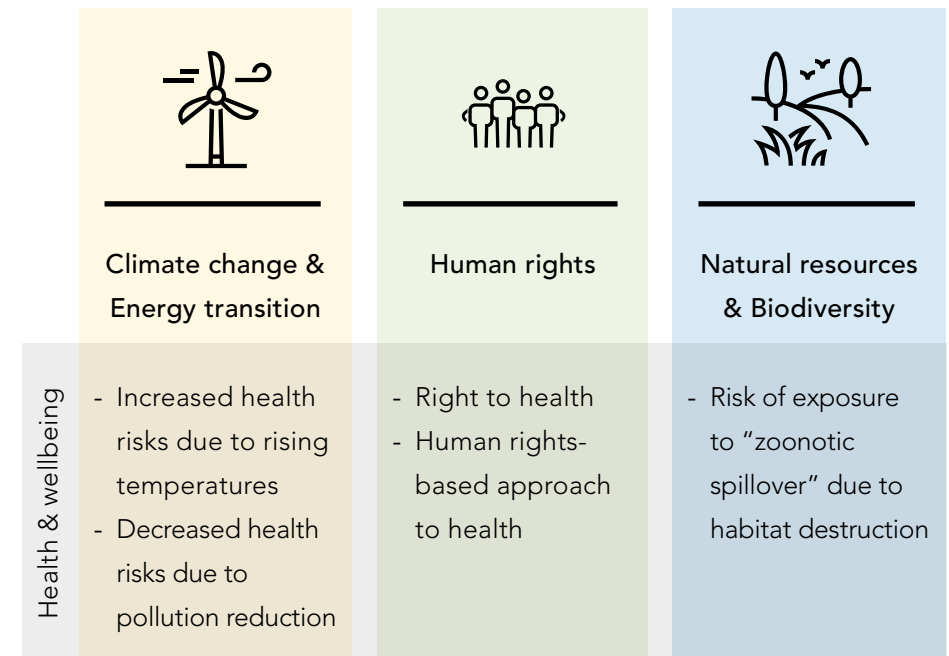 Climate change &
Energy transition
Human rights
Natural resources
& Biodiversity
Health & wellbeing
- Increased health
risks due to rising
temperatures
- Decreased health
risks due to
pollution reduction
- Right to health
- Human rights-
based approach
to health
- Risk of exposure
to “zoonotic
spillover” due to
habitat destruction